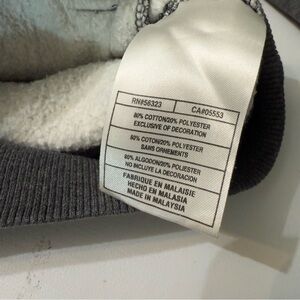 RN#56323 CA#05553
80% COTTON/20% POLYESTER
EXCLUSIVE OF DECORATION
80% COTON/20% POLYESTER
SANS ORNEMENTS
80% ALGODON/20% POLIESTER
NO INCLUYE LA DECORACION
FABRIQUE EN MALAISIE
HECHO EN MALASIA
MADE IN MALAYSIA